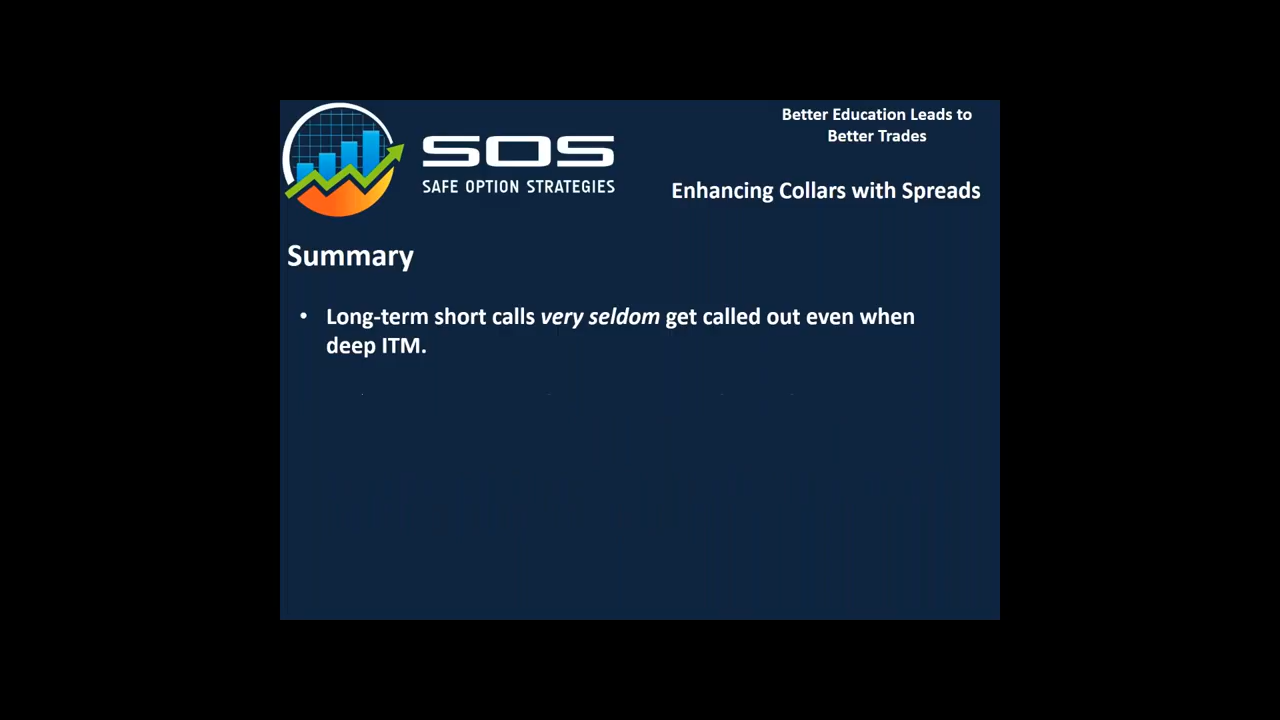 Better Education Leads to
Better Trades
SOS
SAFE OPTION STRATEGIES
Enhancing Collars with Spreads
Summary
• Long-term short calls very seldom get called out even when
deep ITM.